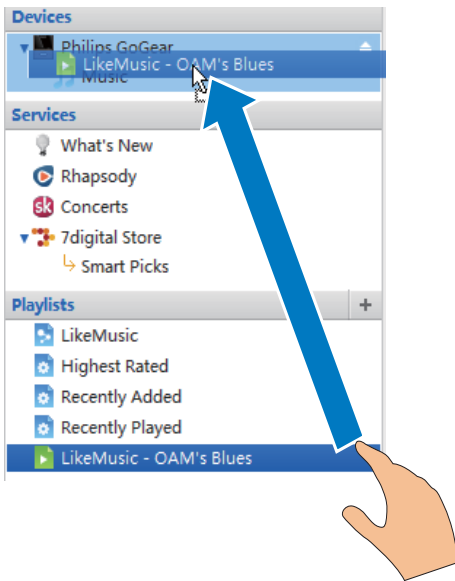 Devices
Philips GoGear
LikeMusic - OAM's Blues
Music
Services
What's New
Rhapsody
sk Concerts
7digital Store
Smart Picks
Playlists +
LikeMusic
Highest Rated
Recently Added
Recently Played
LikeMusic - OAM's Blues